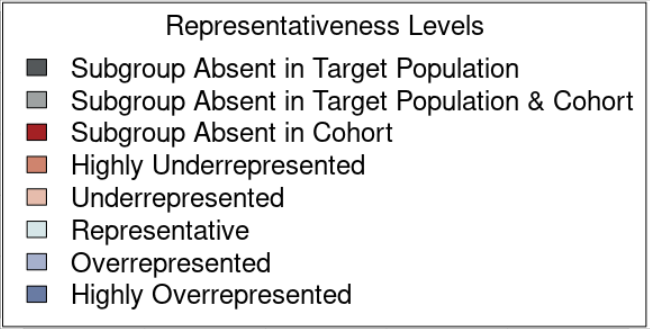 Representativeness Levels
Subgroup Absent in Target Population
Subgroup Absent in Target Population & Cohort
Subgroup Absent in Cohort
Highly Underrepresented
Underrepresented
Representative
Overrepresented
Highly Overrepresented